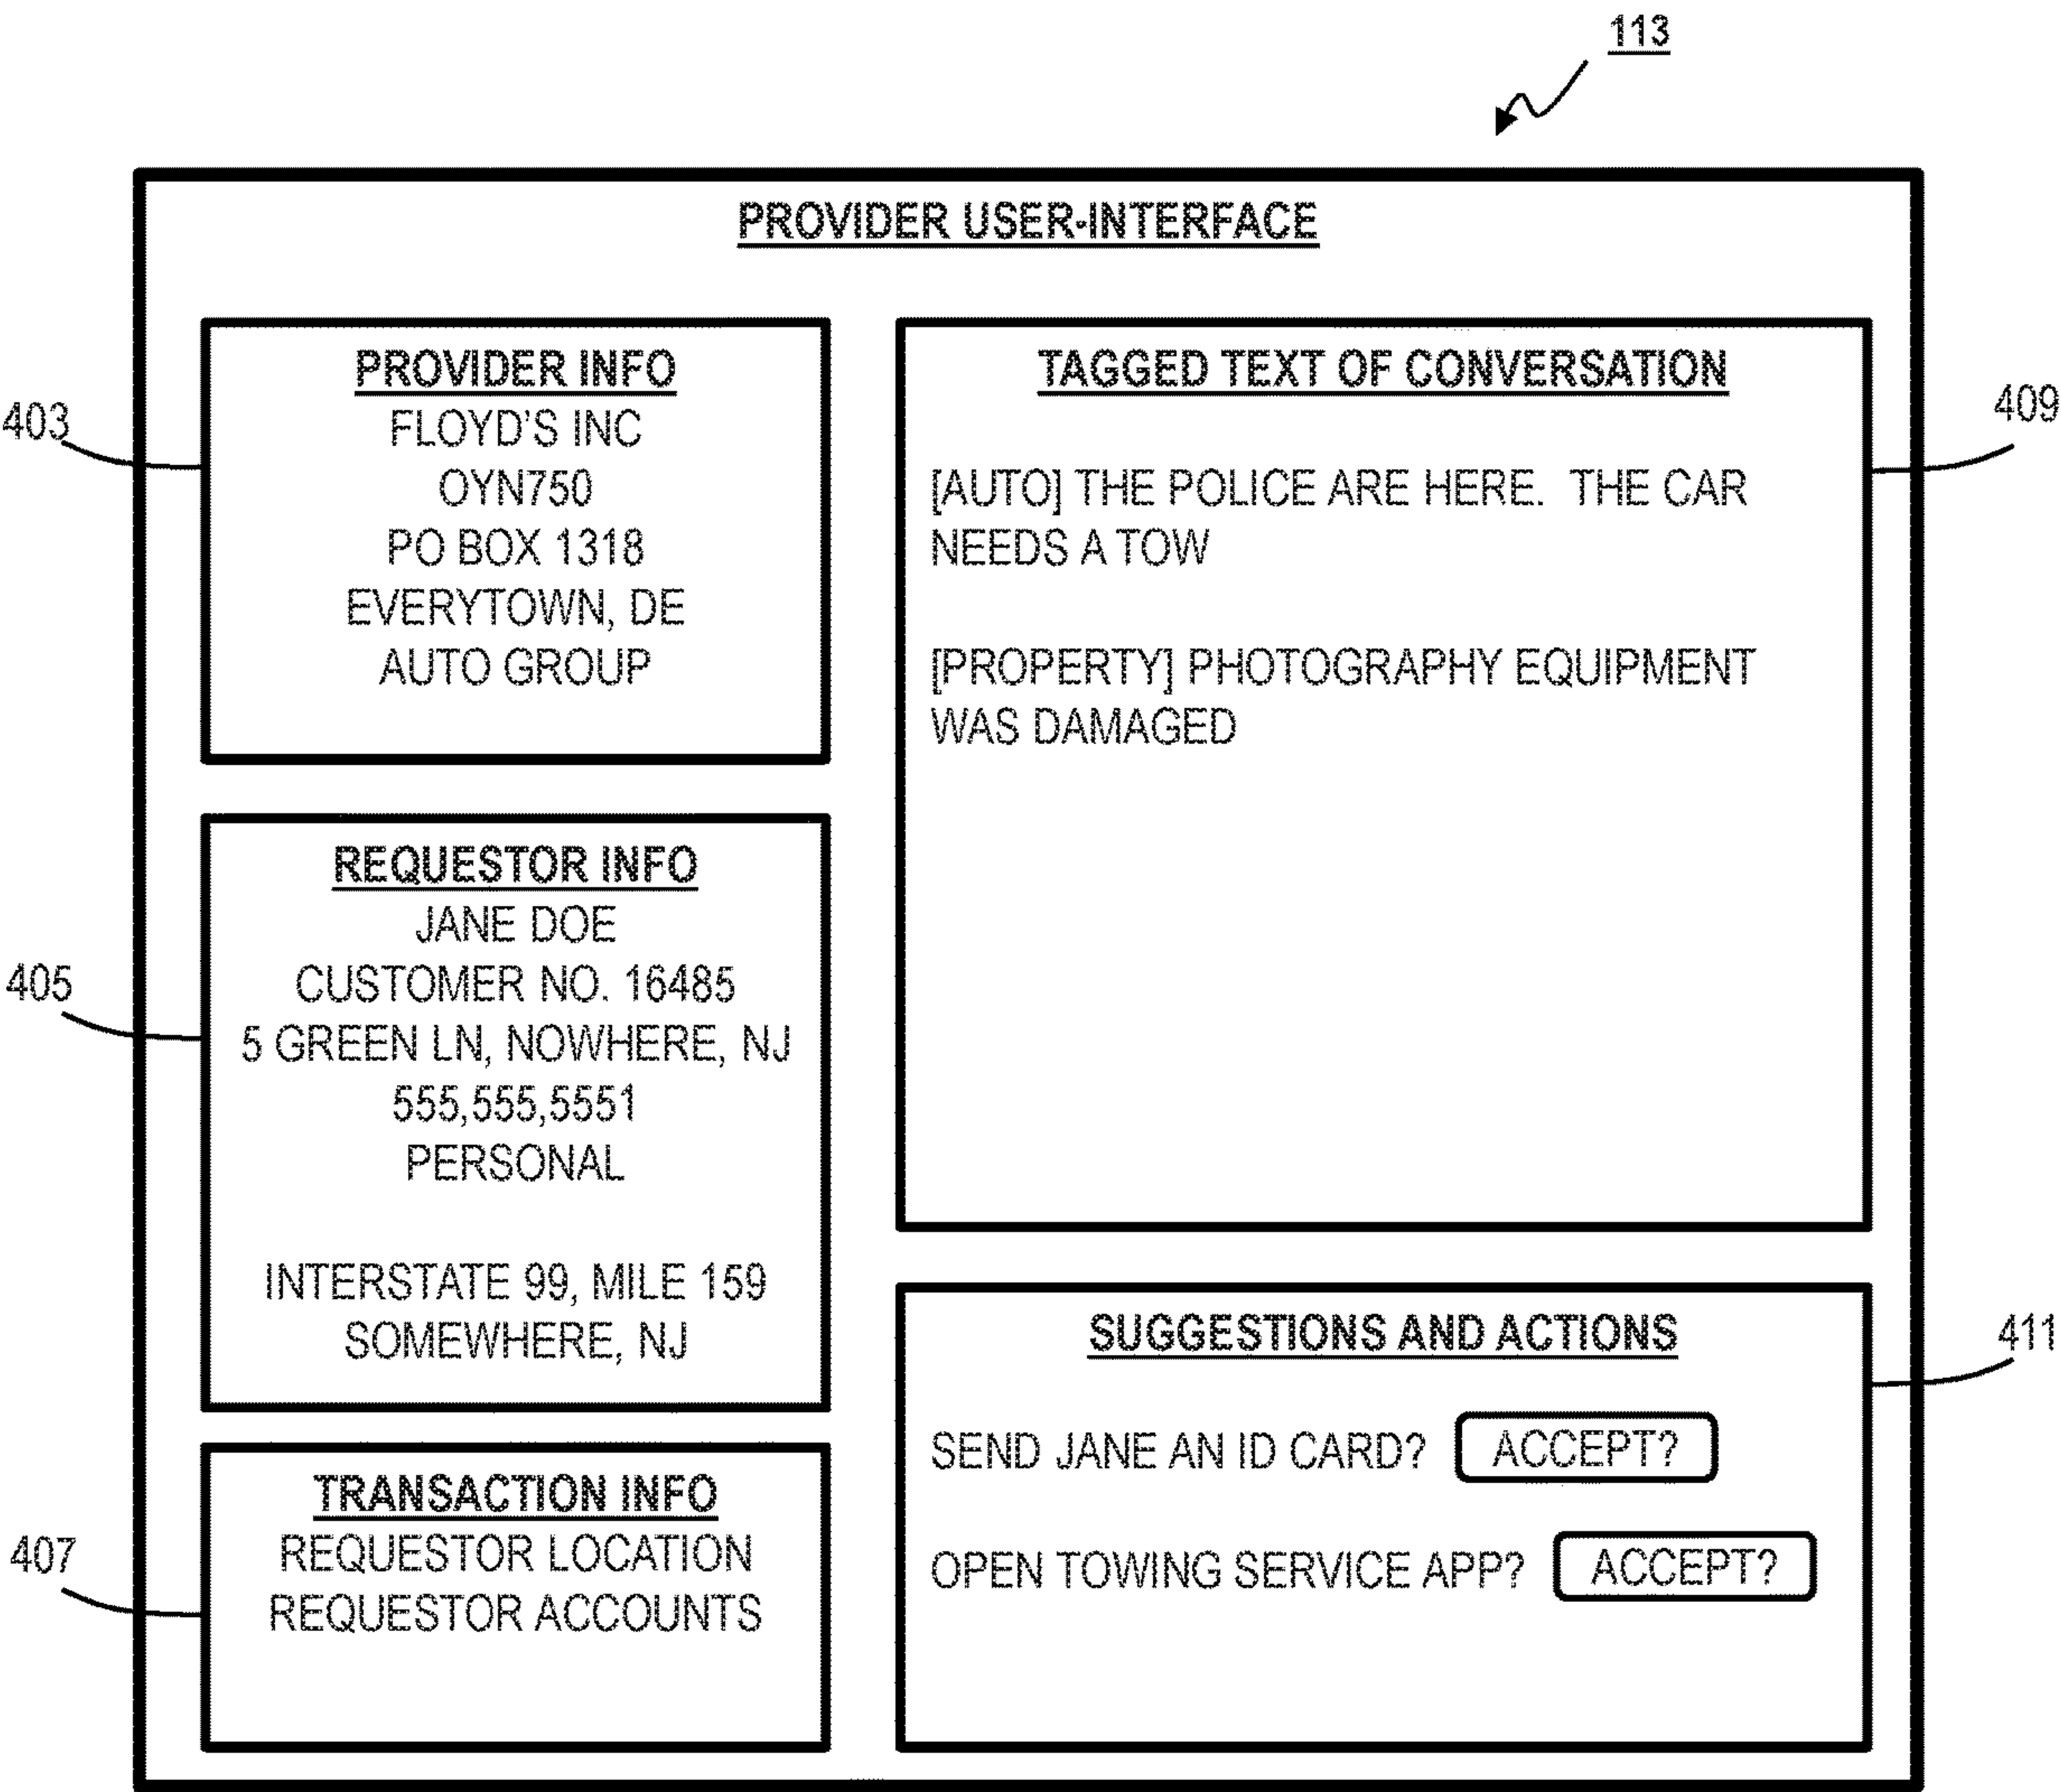 113
PROVIDER USER-INTERFACE
403
PROVIDER INFO
FLOYD'S INC
OYN750
PO BOX 1318
EVERYTOWN, DE
AUTO GROUP
405
REQUESTOR INFO
JANE DOE
CUSTOMER NO. 16485
5 GREEN LN, NOWHERE, NJ
555,555,5551
PERSONAL
INTERSTATE 99, MILE 159
SOMEWHERE, NJ
407
TRANSACTION INFO
REQUESTOR LOCATION
REQUESTOR ACCOUNTS
409
TAGGED TEXT OF CONVERSATION
[AUTO] THE POLICE ARE HERE.  THE CAR
NEEDS A TOW
[PROPERTY] PHOTOGRAPHY EQUIPMENT
WAS DAMAGED
411
SUGGESTIONS AND ACTIONS
SEND JANE AN ID CARD? ACCEPT?
OPEN TOWING SERVICE APP? ACCEPT?